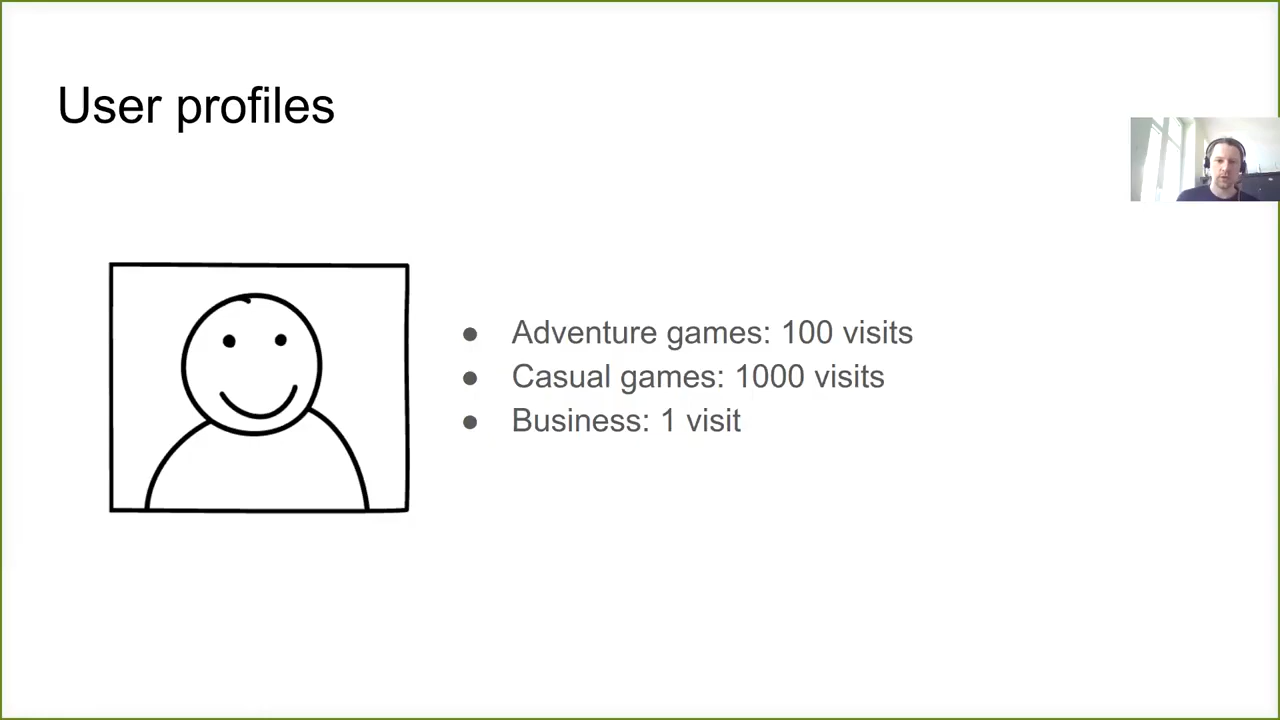 User profiles
● Adventure games: 100 visits
● Casual games: 1000 visits
● Business: 1 visit